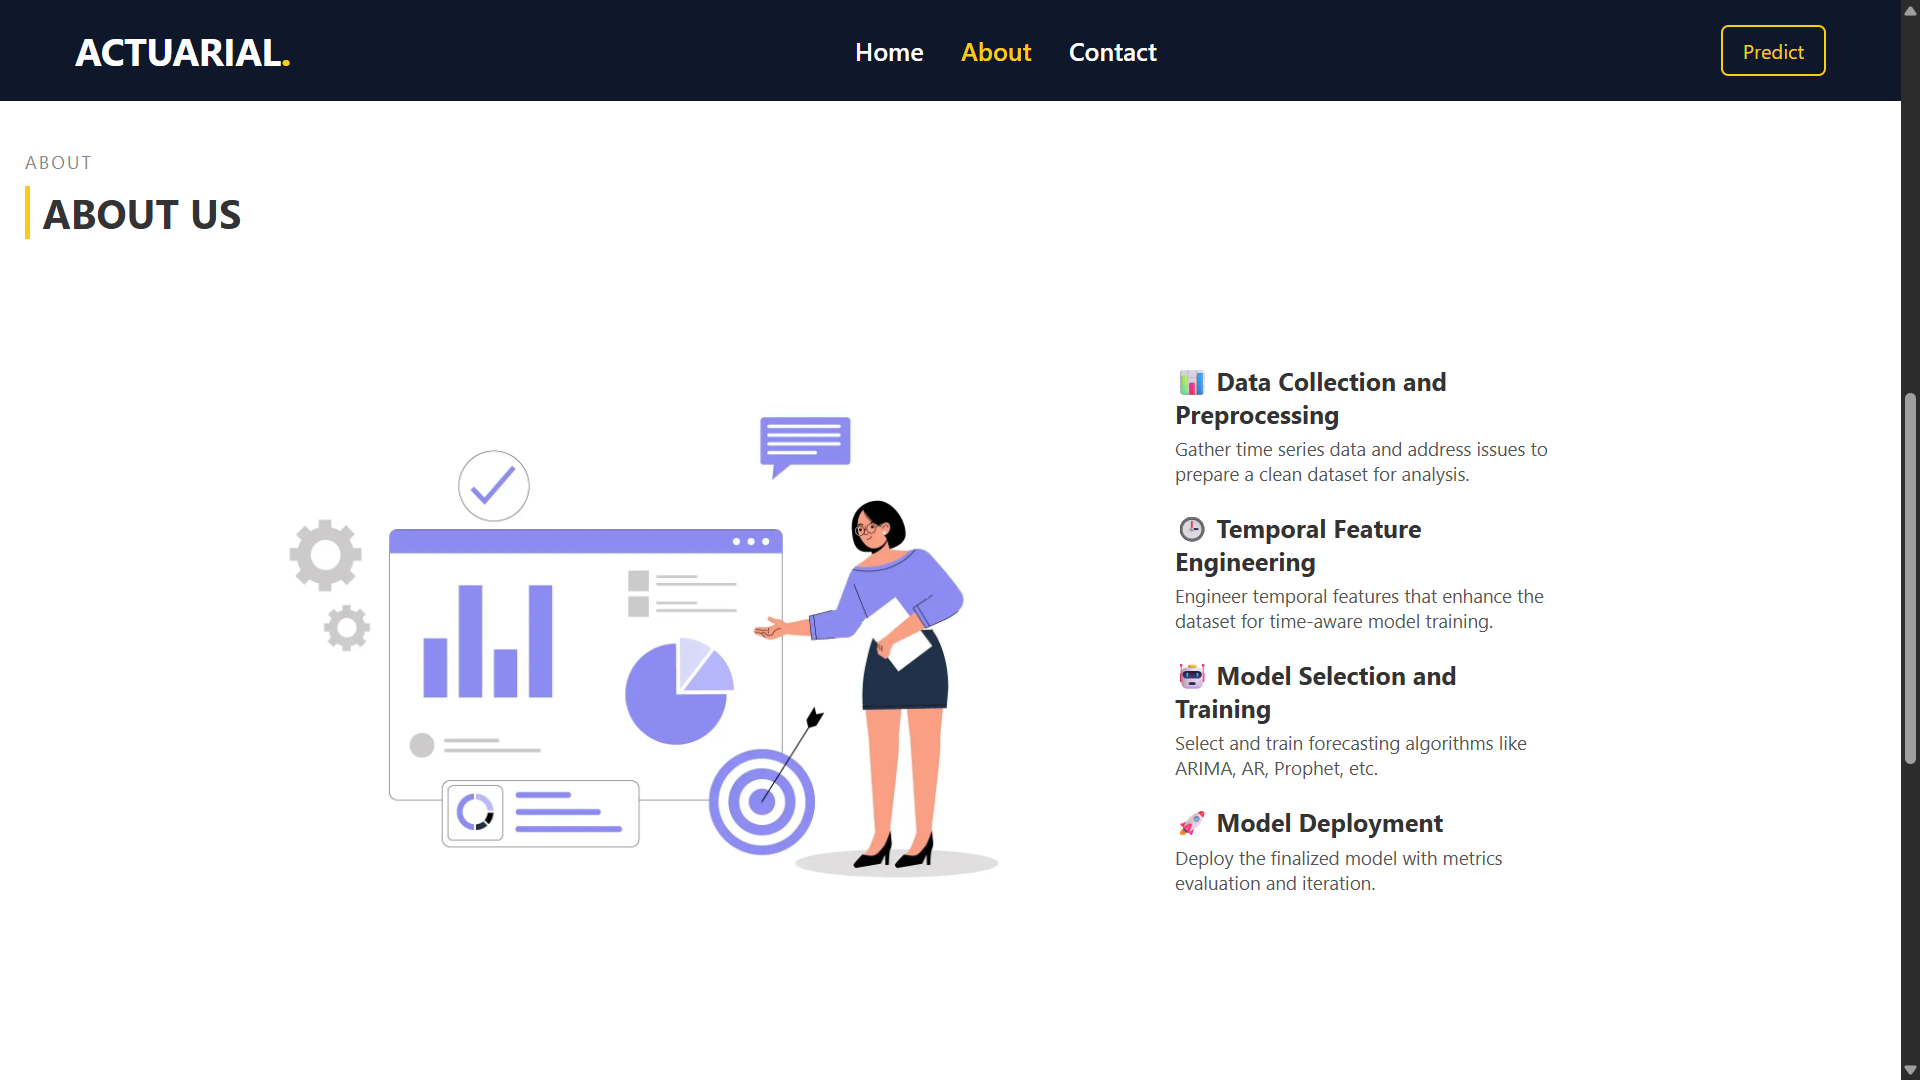 ACTUARIAL.
Home About Contact
Predict
ABOUT
ABOUT US
📊 Data Collection and
Preprocessing
Gather time series data and address issues to
prepare a clean dataset for analysis.
🕒 Temporal Feature
Engineering
Engineer temporal features that enhance the
dataset for time-aware model training.
🤖 Model Selection and
Training
Select and train forecasting algorithms like
ARIMA, AR, Prophet, etc.
🚀 Model Deployment
Deploy the finalized model with metrics
evaluation and iteration.